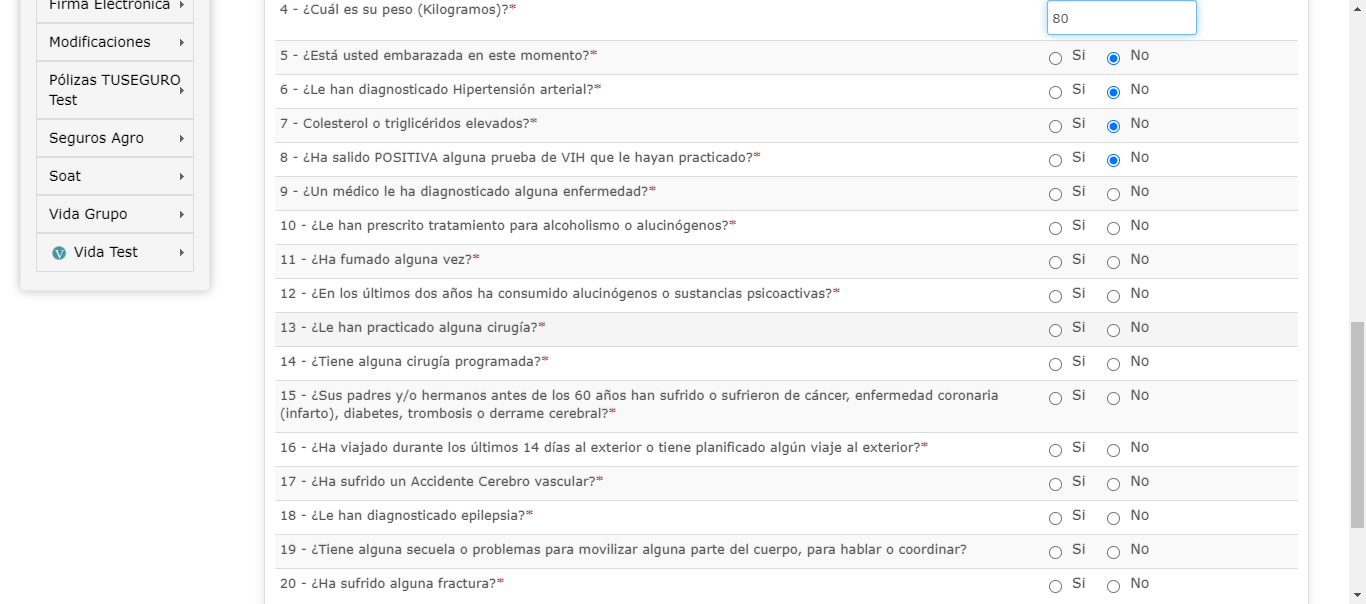 Firma Electrónica
Modificaciones
Pólizas TUSEGURO
Test
Seguros Agro
Soat
Vida Grupo
V Vida Test
4 - ¿Cuál es su peso (Kilogramos)?* 80
5 - ¿Está usted embarazada en este momento?* Si No
6 - ¿Le han diagnosticado Hipertensión arterial?* Si No
7 - Colesterol o triglicéridos elevados?* Si No
8 - ¿Ha salido POSITIVA alguna prueba de VIH que le hayan practicado?* Si No
9 - ¿Un médico le ha diagnosticado alguna enfermedad?* Si No
10 - ¿Le han prescrito tratamiento para alcoholismo o alucinógenos?* Si No
11 - ¿Ha fumado alguna vez?* Si No
12 - ¿En los últimos dos años ha consumido alucinógenos o sustancias psicoactivas?* Si No
13 - ¿Le han practicado alguna cirugía?* Si No
14 - ¿Tiene alguna cirugía programada?* Si No
15 - ¿Sus padres y/o hermanos antes de los 60 años han sufrido o sufrieron de cáncer, enfermedad coronaria Si No
(infarto), diabetes, trombosis o derrame cerebral?*
16 - ¿Ha viajado durante los últimos 14 días al exterior o tiene planificado algún viaje al exterior?* Si No
17 - ¿Ha sufrido un Accidente Cerebro vascular?* Si No
18 - ¿Le han diagnosticado epilepsia?* Si No
19 - ¿Tiene alguna secuela o problemas para movilizar alguna parte del cuerpo, para hablar o coordinar? Si No
20 - ¿Ha sufrido alguna fractura?* Si No